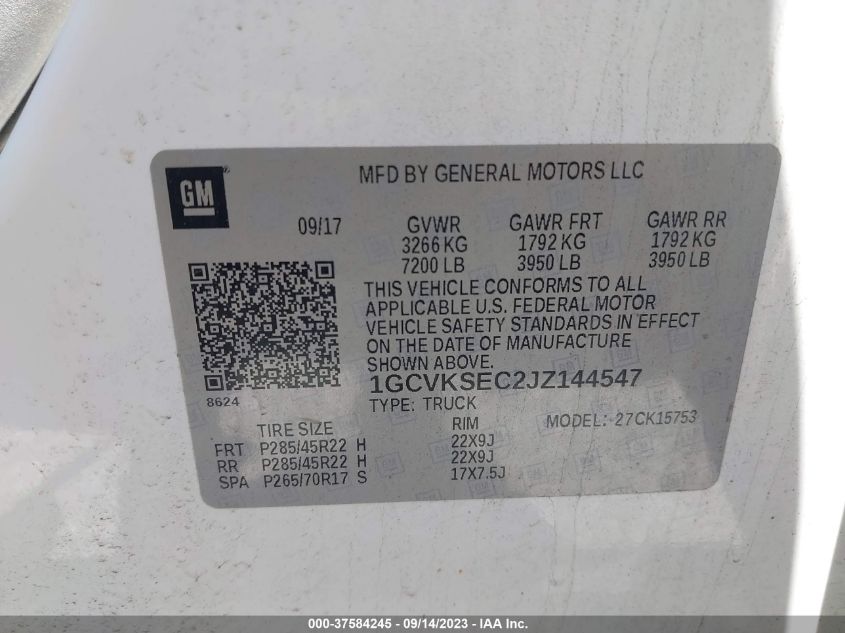 GM
MFD BY GENERAL MOTORS LLC
09/17
GVWR GAWR FRT GAWR RR
3266 KG 1792 KG 1792 KG
7200 LB 3950 LB 3950 LB
THIS VEHICLE CONFORMS TO ALL
APPLICABLE U.S. FEDERAL MOTOR
VEHICLE SAFETY STANDARDS IN EFFECT
ON THE DATE OF MANUFACTURE
SHOWN ABOVE.
1GCVKSEC2JZ144547
8624
TYPE: TRUCK
MODEL: 27CK15753
TIRE SIZE RIM
FRT P285/45R22 H 22X9J
RR P285/45R22 H 22X9J
SPA P265/70R17 S 17X7.5J
000-37584245 - 09/14/2023 - IAAI.com.